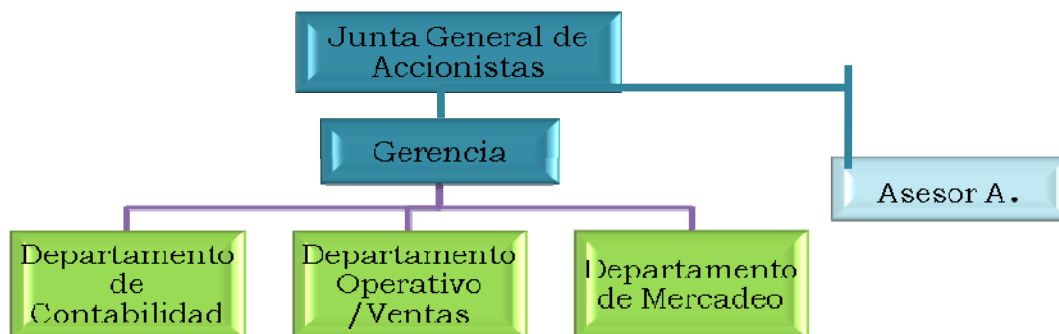 Junta General de
Accionistas
Gerencia
Asesor A.
Departamento
de
Contabilidad
Departamento
Operativo
/Ventas
Departamento
de Mercadeo